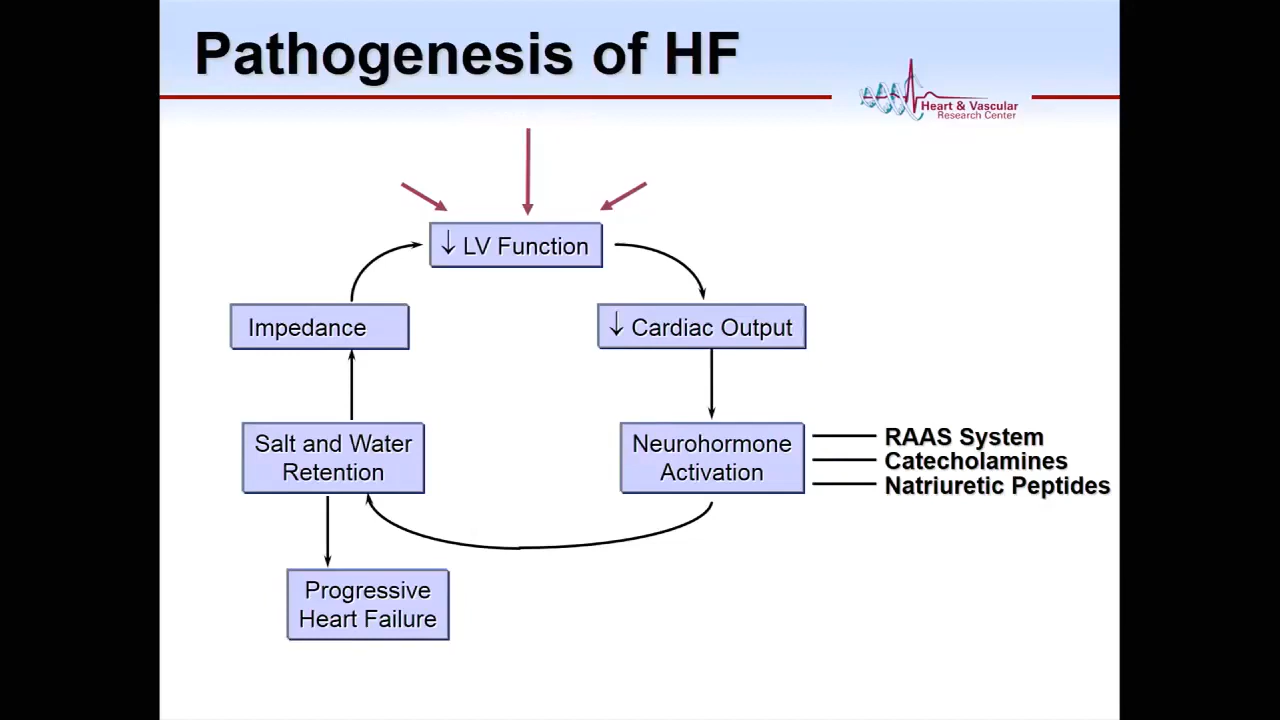 Pathogenesis of HF
Heart & Vascular
Research Center
↓ LV Function
Impedance
↓ Cardiac Output
Salt and Water
Retention
Neurohormone
Activation
RAAS System
Catecholamines
Natriuretic Peptides
Progressive
Heart Failure